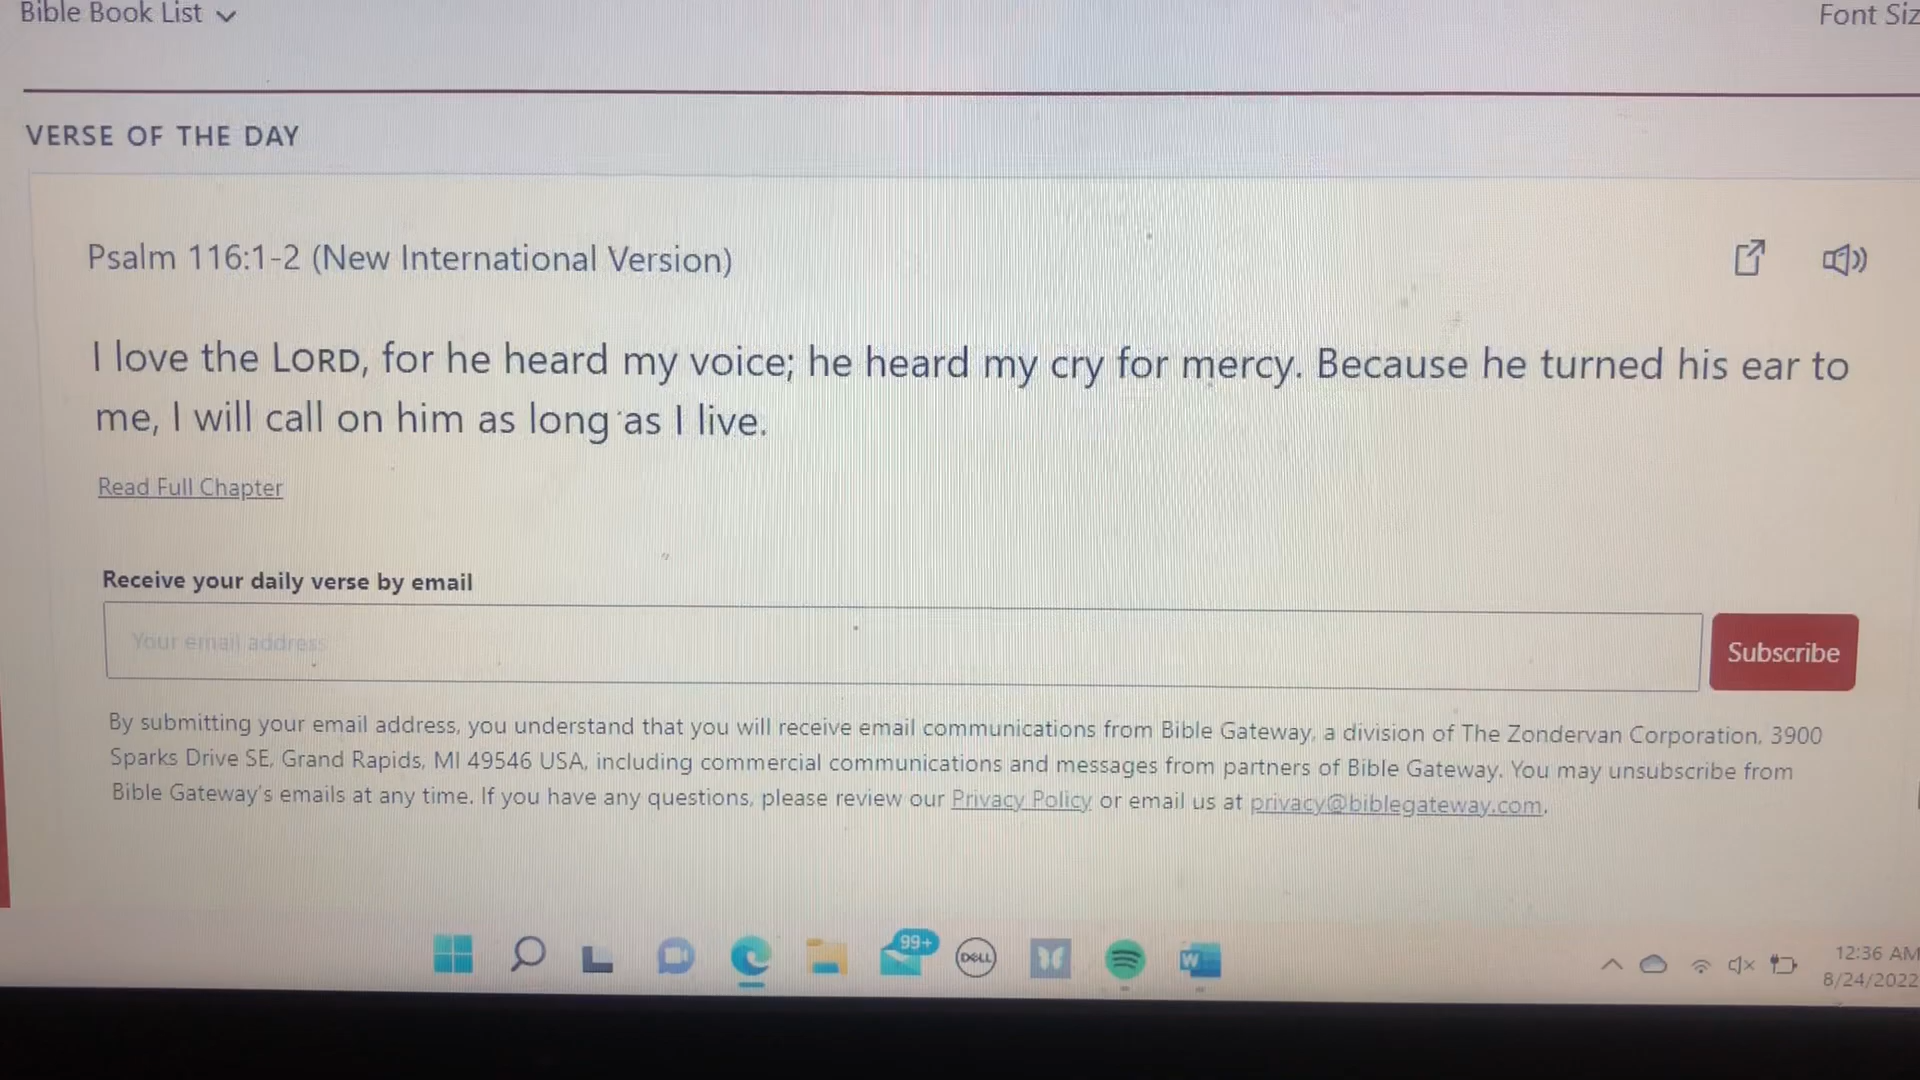 Bible Book List
Font Siz
VERSE OF THE DAY
Psalm 116:1-2 (New International Version)
I love the LORD, for he heard my voice; he heard my cry for mercy. Because he turned his ear to
me, I will call on him as long as I live.
Read Full Chapter
Receive your daily verse by email
Your email address
Subscribe
By submitting your email address, you understand that you will receive email communications from Bible Gateway, a division of The Zondervan Corporation, 3900
Sparks Drive SE, Grand Rapids, MI 49546 USA, including commercial communications and messages from partners of Bible Gateway. You may unsubscribe from
Bible Gateway's emails at any time. If you have any questions, please review our Privacy Policy or email us at privacy@biblegateway.com.
99+
DELL
W
12:36 AM
8/24/2022